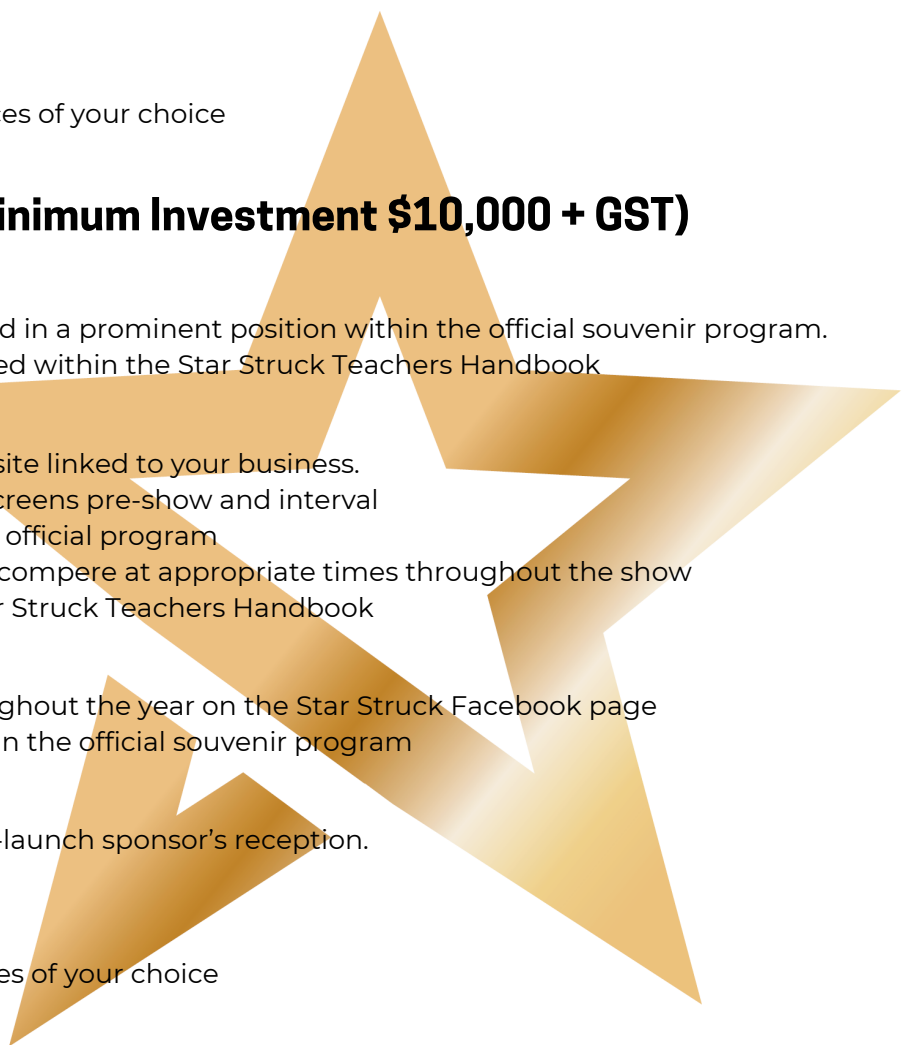 ces of your choice
inimum Investment $10,000 + GST)
d in a prominent position within the official souvenir program.
ed within the Star Struck Teachers Handbook
site linked to your business.
creens pre-show and interval
official program
compere at appropriate times throughout the show
r Struck Teachers Handbook
ghout the year on the Star Struck Facebook page
n the official souvenir program
-launch sponsor’s reception.
es of your choice